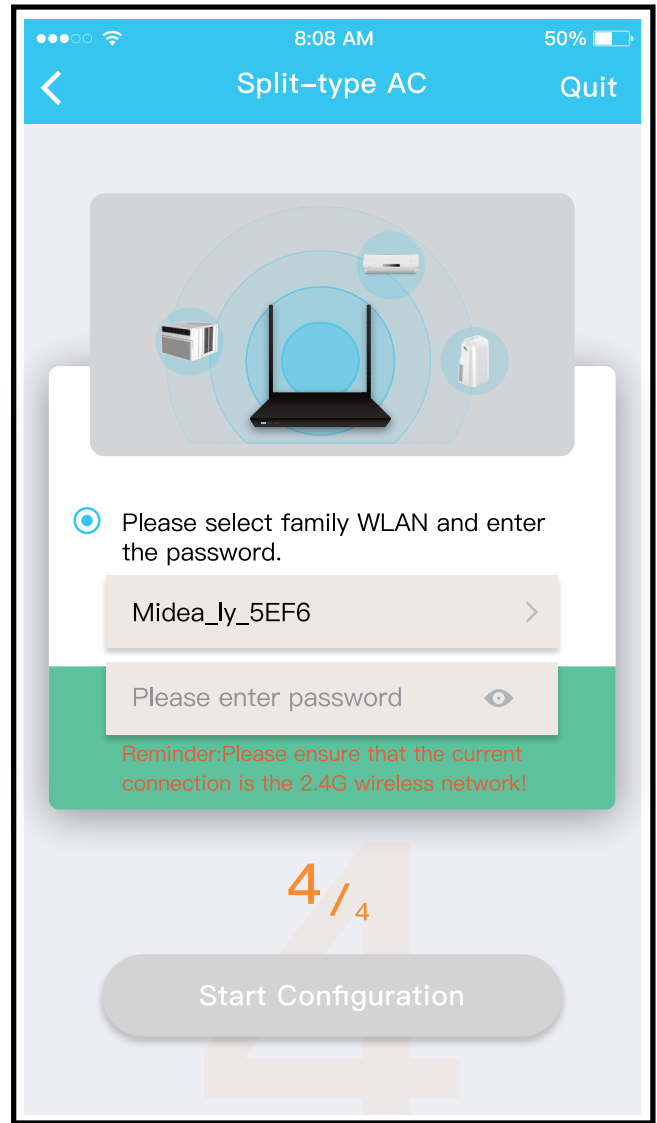 8:08 AM
50%
Split-type AC
Quit
Please select family WLAN and enter
the password.
Midea_ly_5EF6
Please enter password
Reminder:Please ensure that the current
connection is the 2.4G wireless network!
4/4
4
Start Configuration